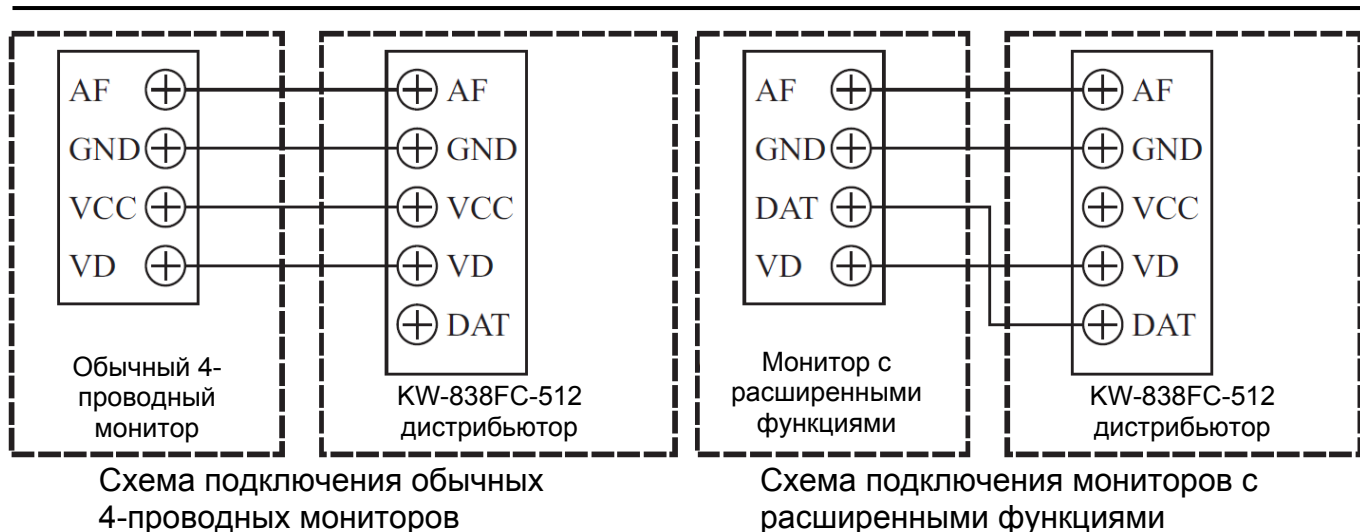 AF
GND
VCC
VD
Обычный 4-
проводный
монитор
AF
GND
VCC
VD
DAT
KW-838FC-512
дистрибьютор
Схема подключения обычных
4-проводных мониторов
AF
GND
DAT
VD
Монитор с
расширенными
функциями
AF
GND
VCC
VD
DAT
KW-838FC-512
дистрибьютор
Схема подключения мониторов с
расширенными функциями